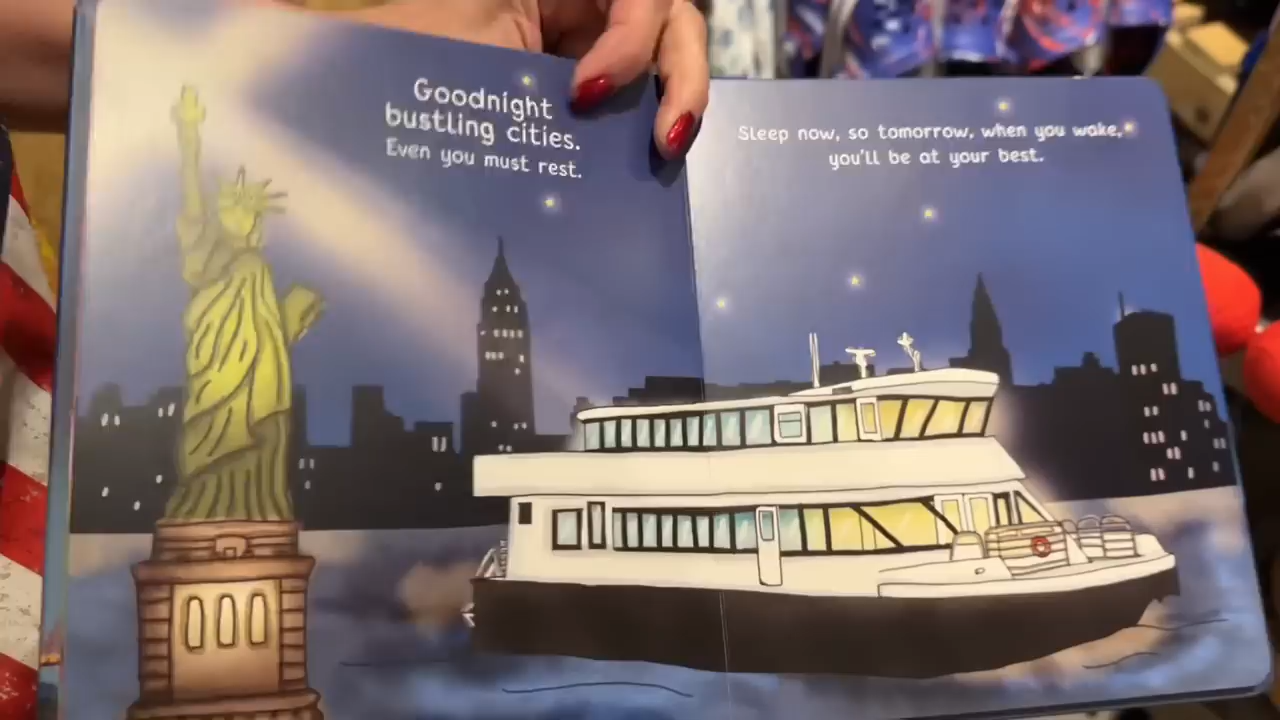 Goodnight
bustling cities.
Even you must rest.
Sleep now, so tomorrow, when you wake,
you'll be at your best.